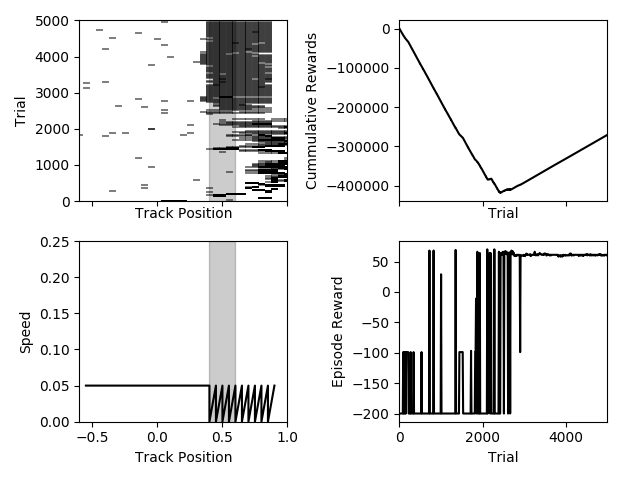 5000
4000
3000
2000
1000
0
Trial
Track Position
0
−100000
−200000
−300000
−400000
Cummulative Rewards
Trial
0.25
0.20
0.15
0.10
0.05
0.00
Speed
−0.5 0.0 0.5 1.0
Track Position
50
0
−50
−100
−150
−200
Episode Reward
0 2000 4000
Trial